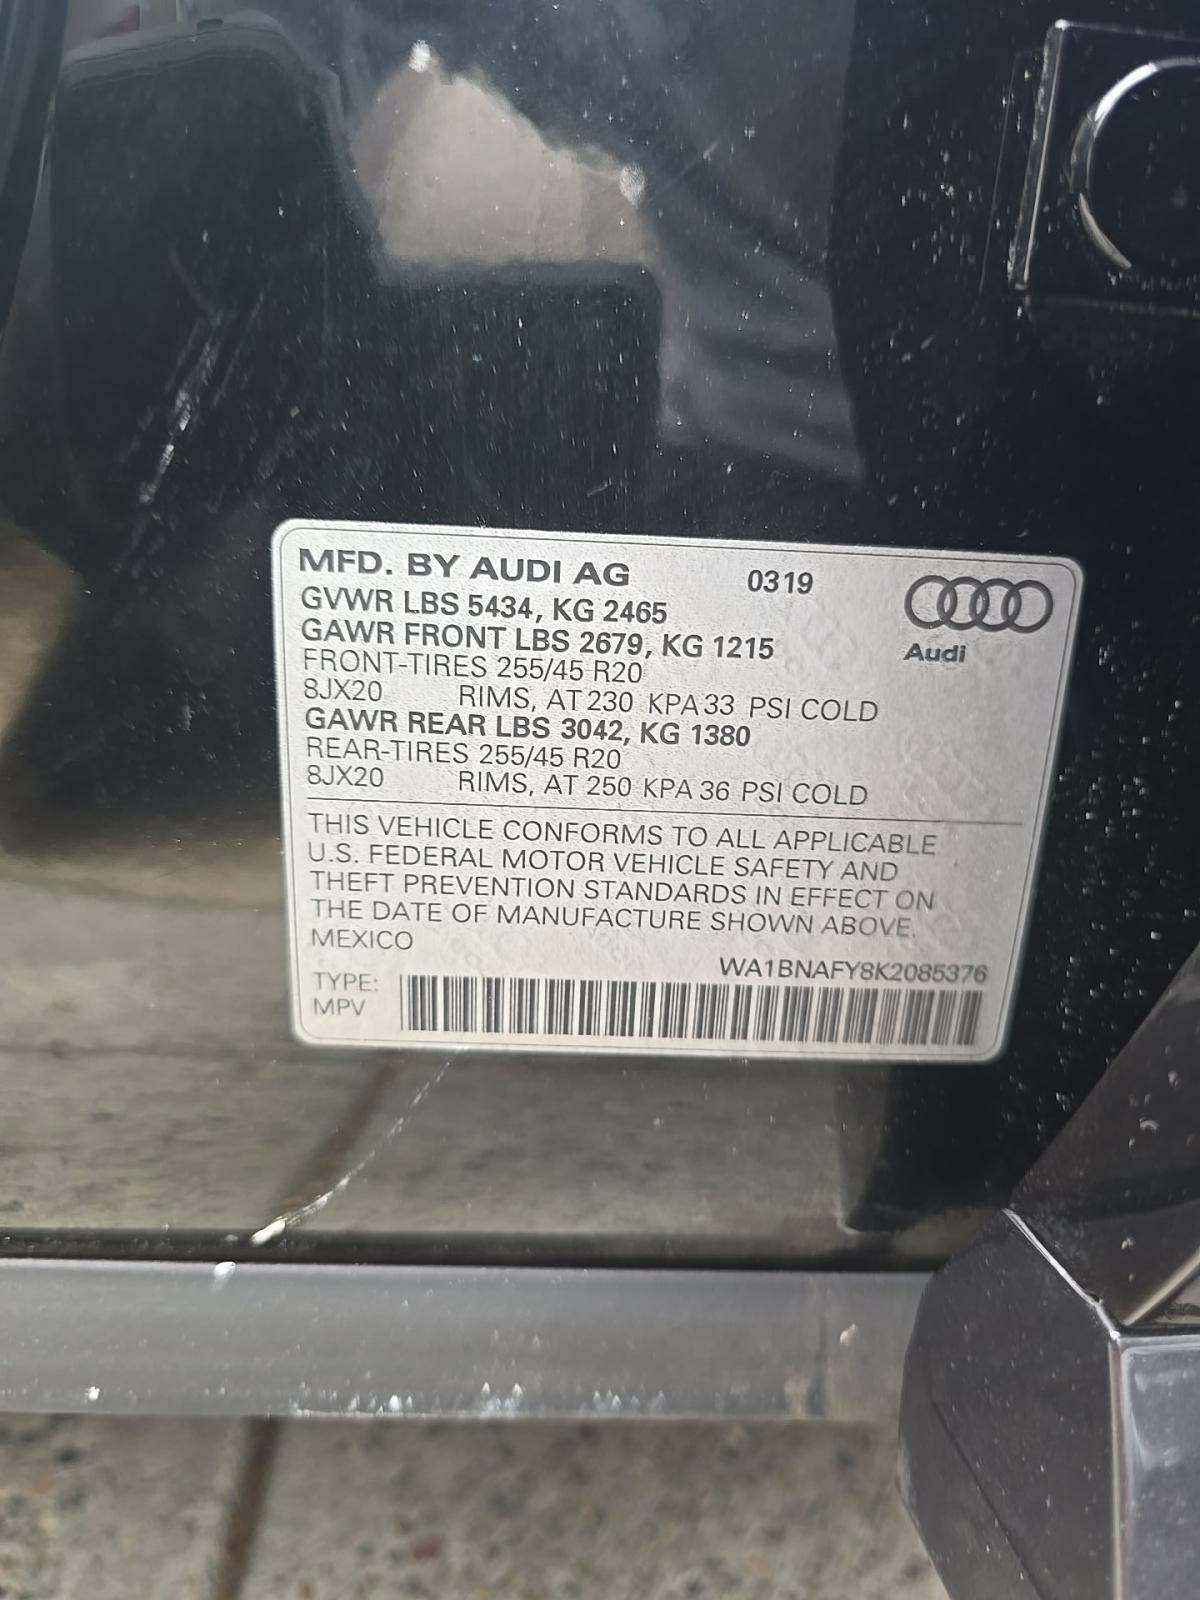 MFD. BY AUDI AG 0319
GVWR LBS 5434, KG 2465
GAWR FRONT LBS 2679, KG 1215
Audi
FRONT-TIRES 255/45 R20
8JX20 RIMS, AT 230 KPA 33 PSI COLD
GAWR REAR LBS 3042, KG 1380
REAR-TIRES 255/45 R20
8JX20 RIMS, AT 250 KPA 36 PSI COLD
THIS VEHICLE CONFORMS TO ALL APPLICABLE
U.S. FEDERAL MOTOR VEHICLE SAFETY AND
THEFT PREVENTION STANDARDS IN EFFECT ON
THE DATE OF MANUFACTURE SHOWN ABOVE.
MEXICO
WA1BNAFY8K2085376
TYPE:
MPV